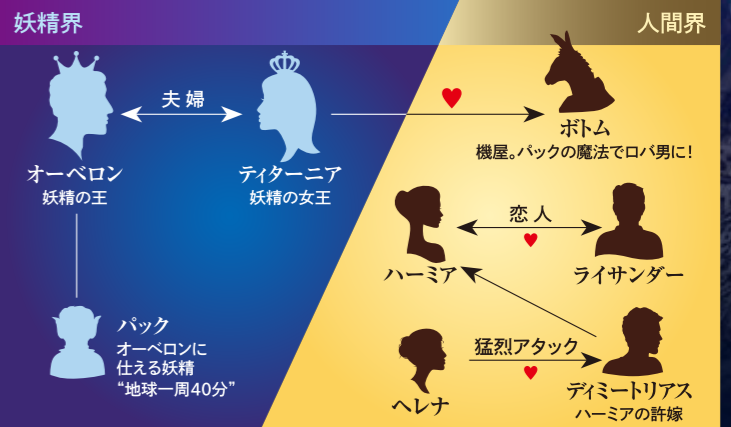 妖精界
人間界
夫婦
オーベロン
妖精の王
ティターニア
妖精の女王
ボトム
機屋。パックの魔法でロバ男に！
恋人
ハーミア
ライサンダー
パック
オーベロンに
仕える妖精
“地球一周40分”
猛烈アタック
ヘレナ
ディミートリアス
ハーミアの許嫁